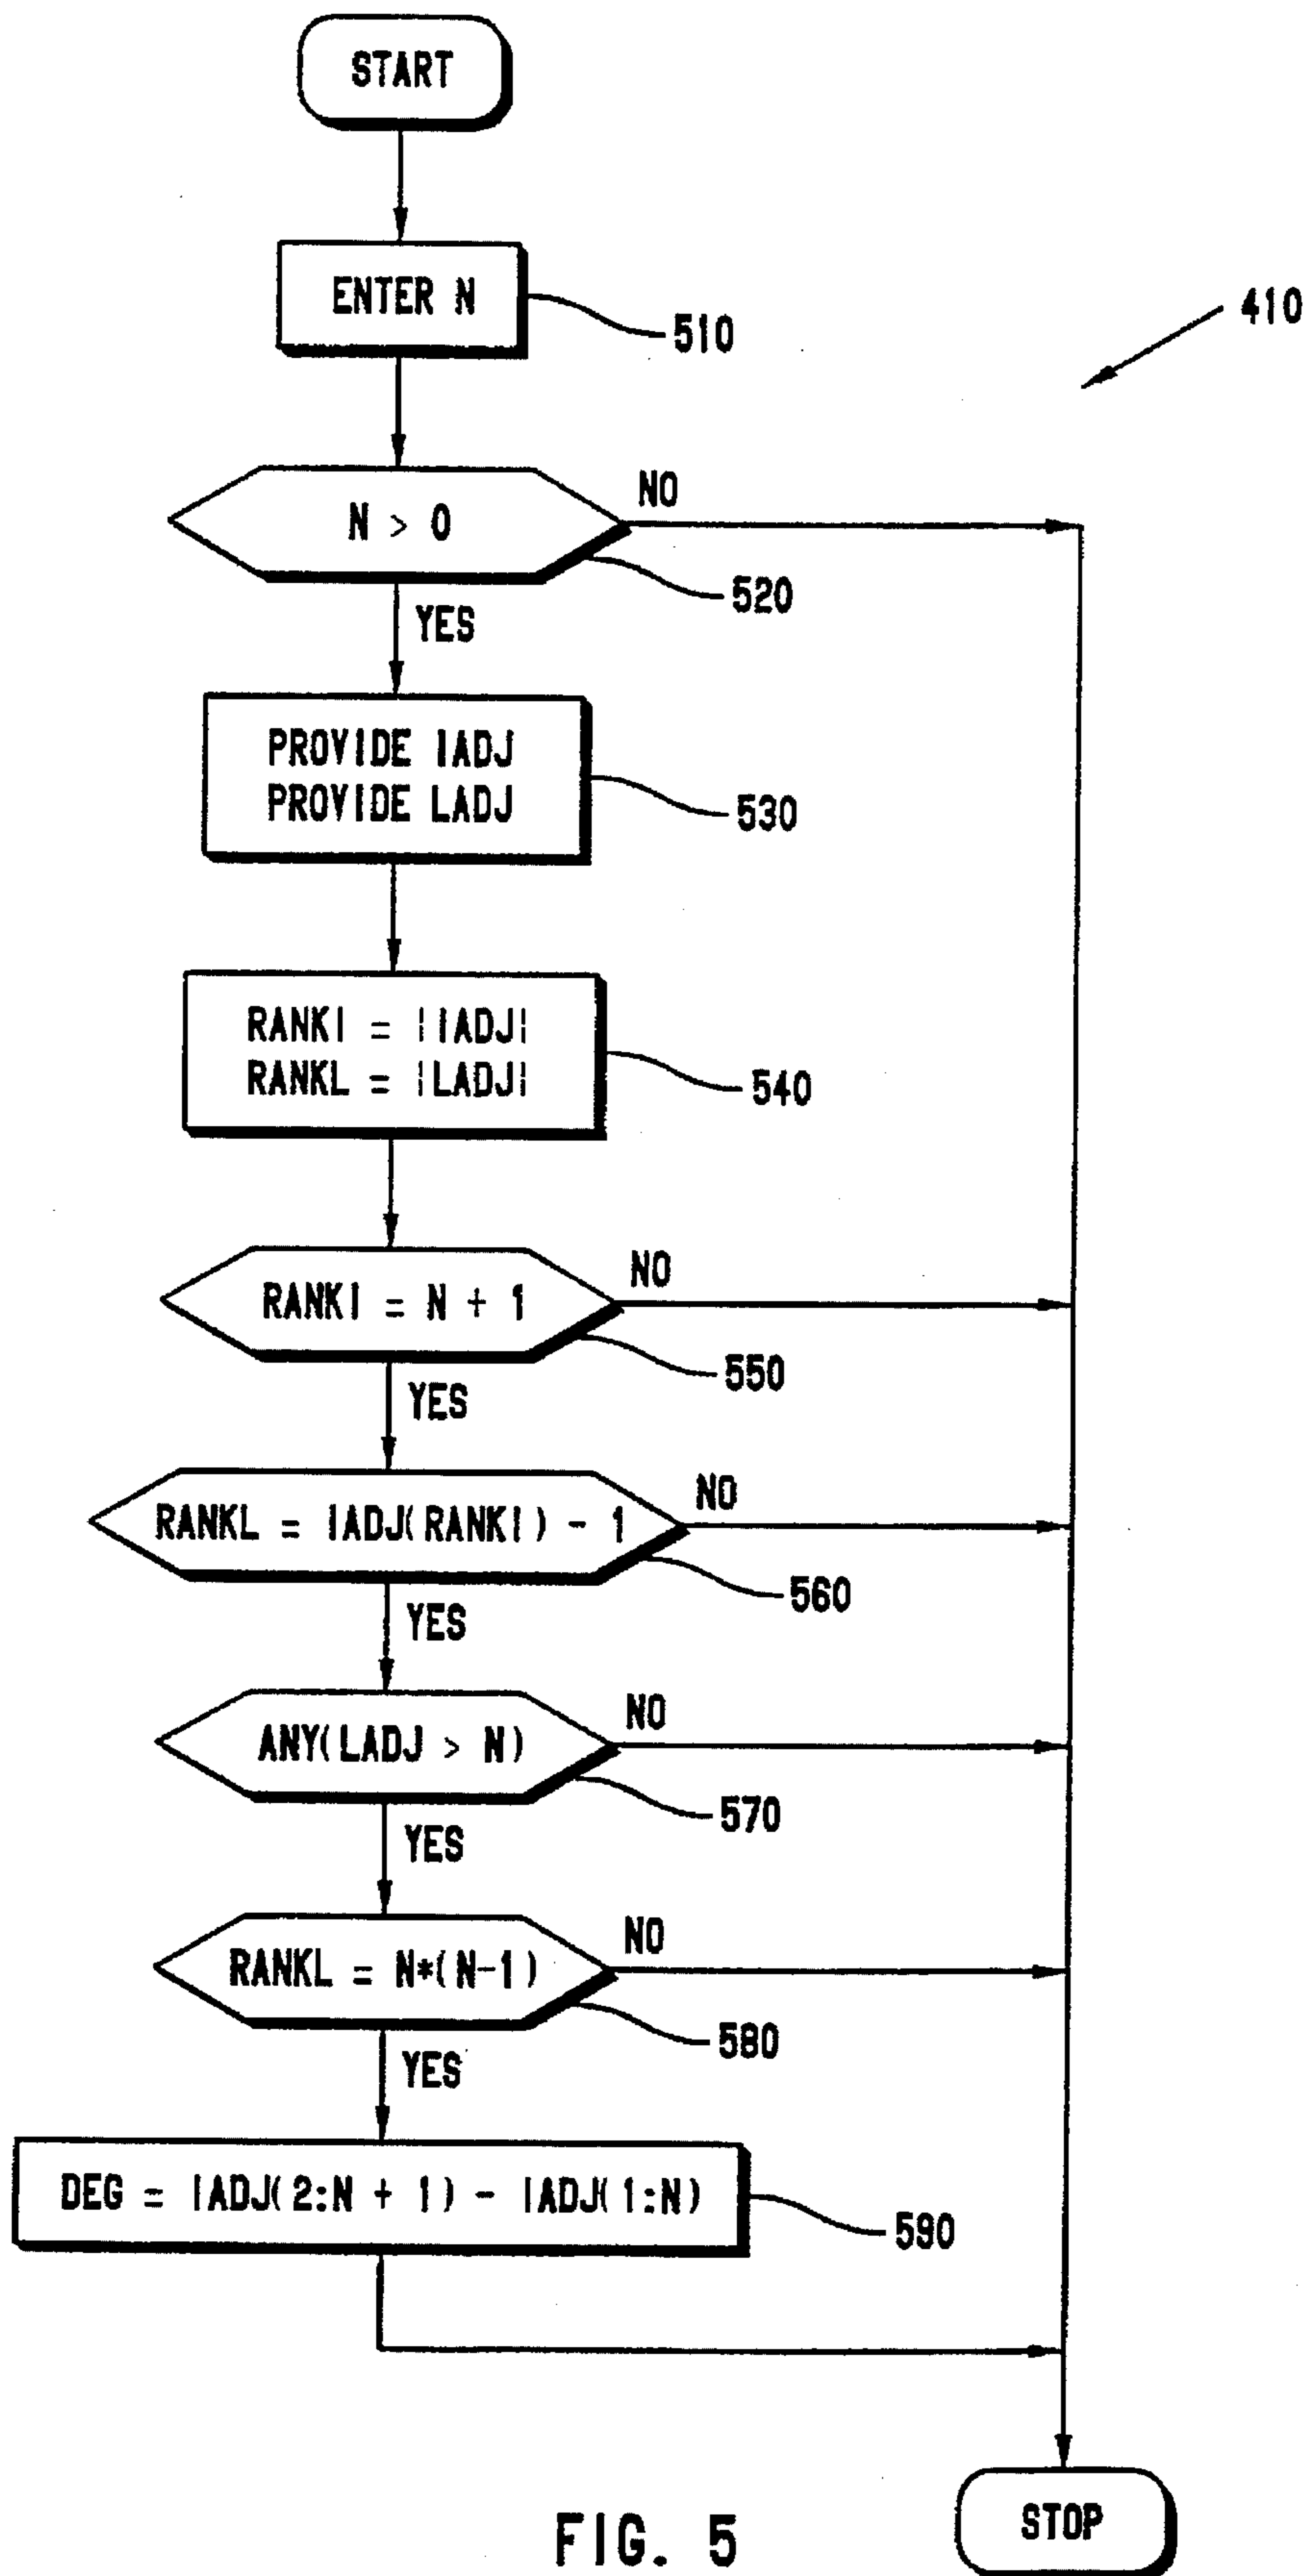 START
ENTER N
510
410
N > 0
NO
520
YES
PROVIDE IADJ
PROVIDE LADJ
530
RANKI = |IADJ|
RANKL = |LADJ|
540
RANKI = N + 1
NO
550
YES
RANKL = IADJ(RANKI) - 1
NO
560
YES
ANY(LADJ > N)
NO
570
YES
RANKL = N*(N-1)
NO
580
YES
DEG = IADJ(2:N + 1) - IADJ(1:N)
590
STOP
FIG. 5